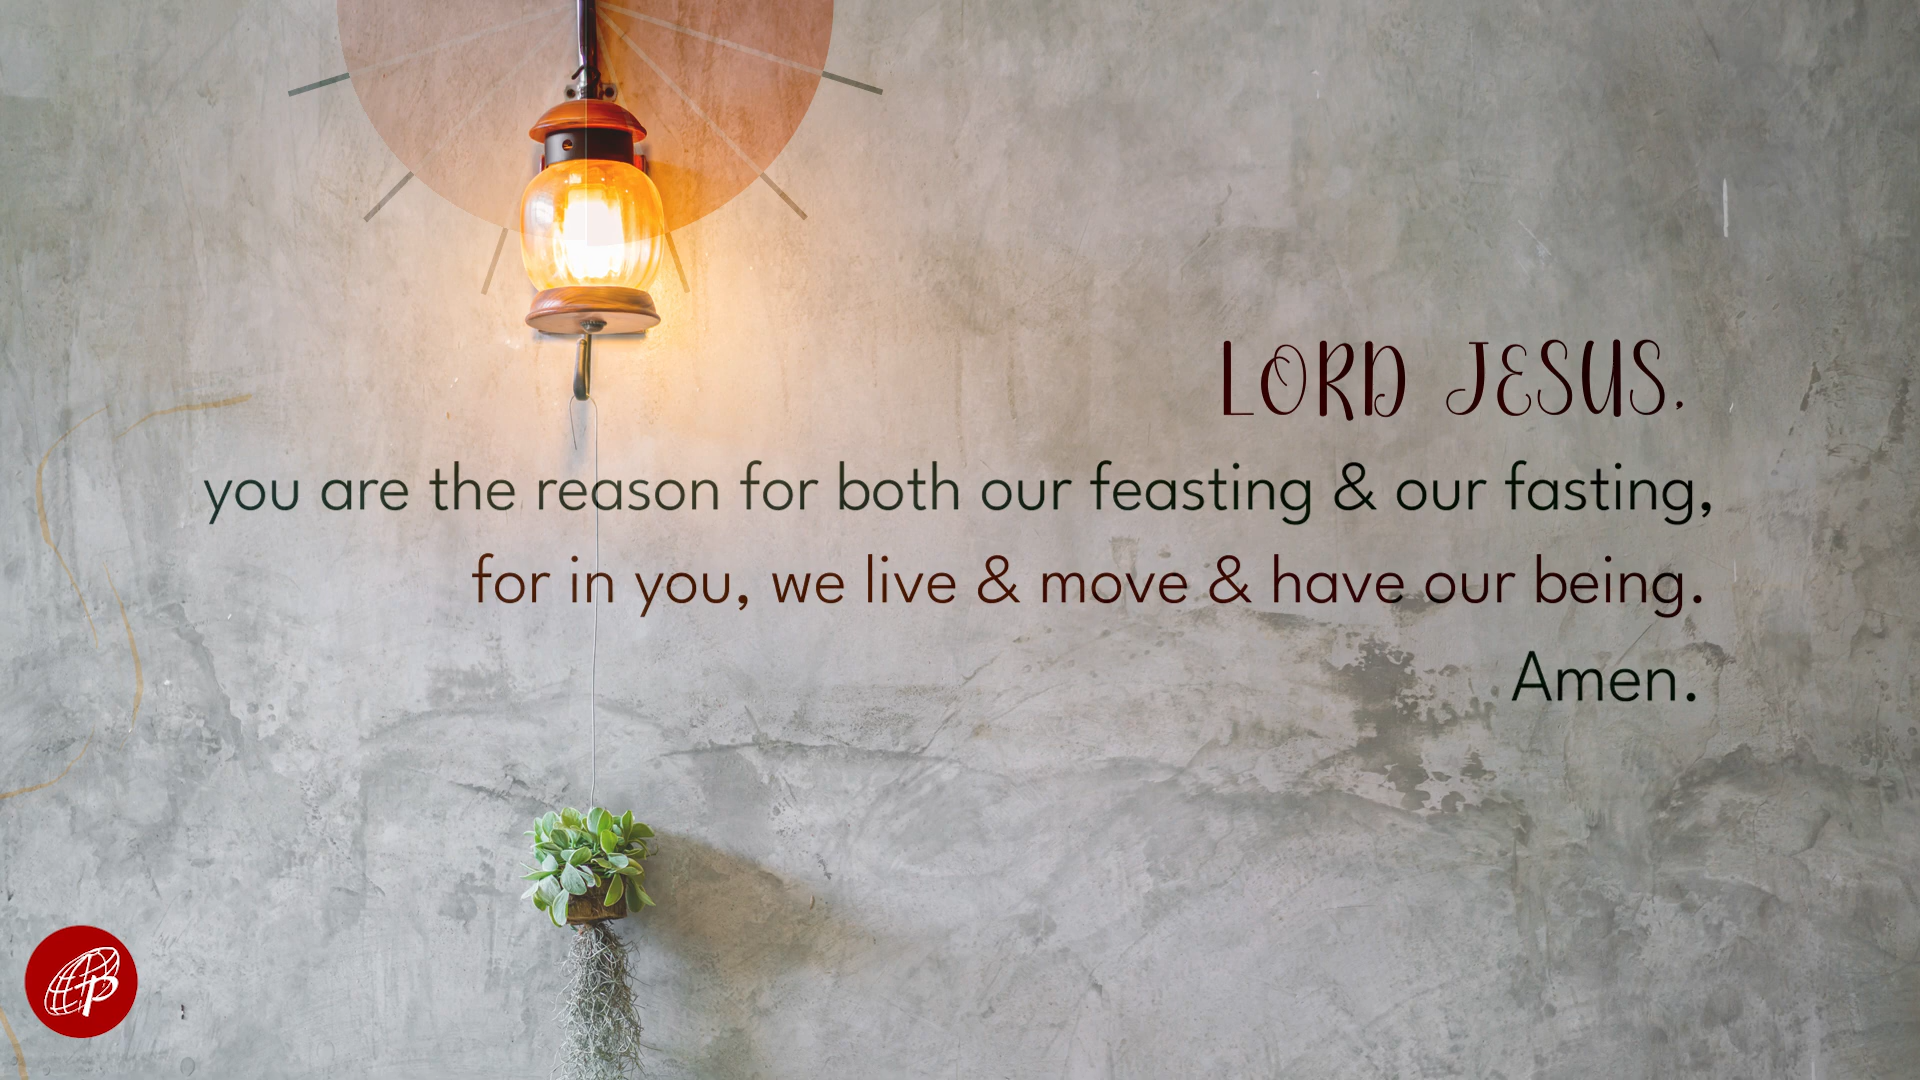 LORD JESUS,
you are the reason for both our feasting & our fasting,
for in you, we live & move & have our being.
Amen.